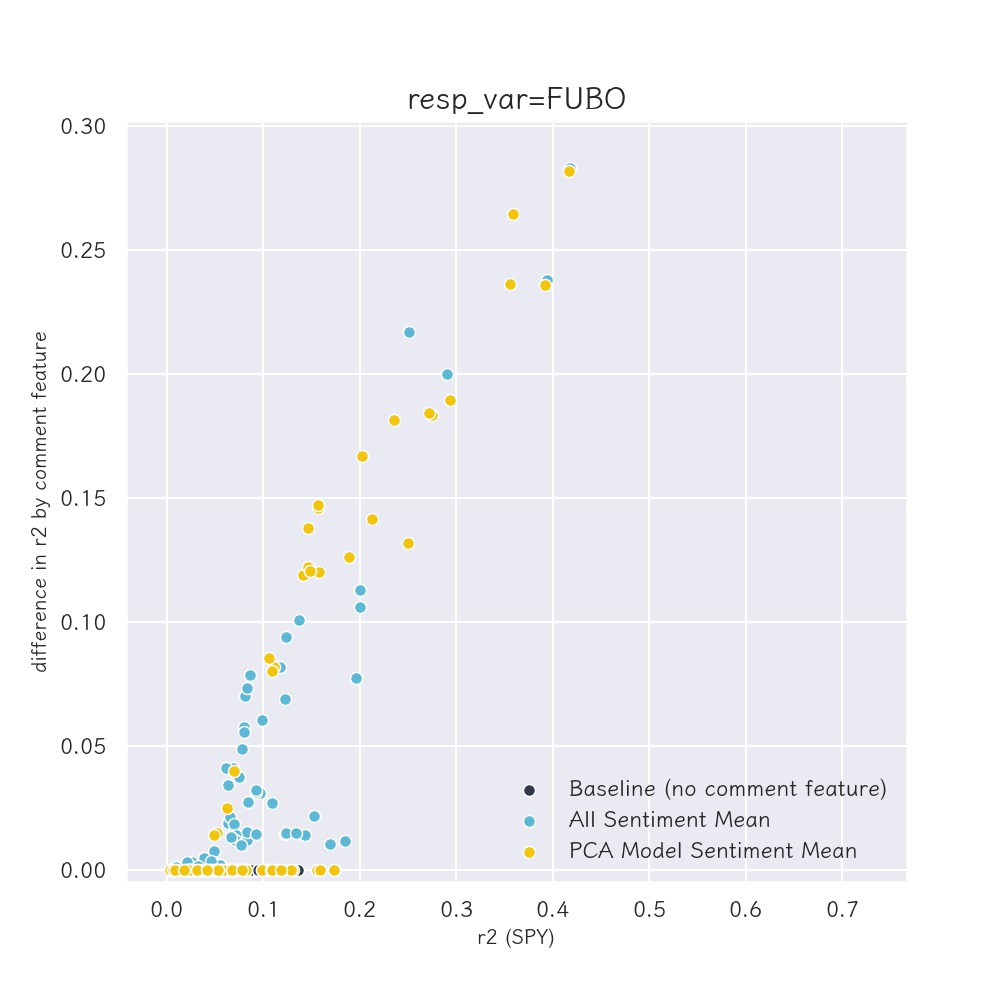 resp_var=FUBO
0.30
0.25
0.20
0.15
0.10
0.05
0.00
difference in r2 by comment feature
Baseline (no comment feature)
All Sentiment Mean
PCA Model Sentiment Mean
0.0 0.1 0.2 0.3 0.4 0.5 0.6 0.7
r2 (SPY)